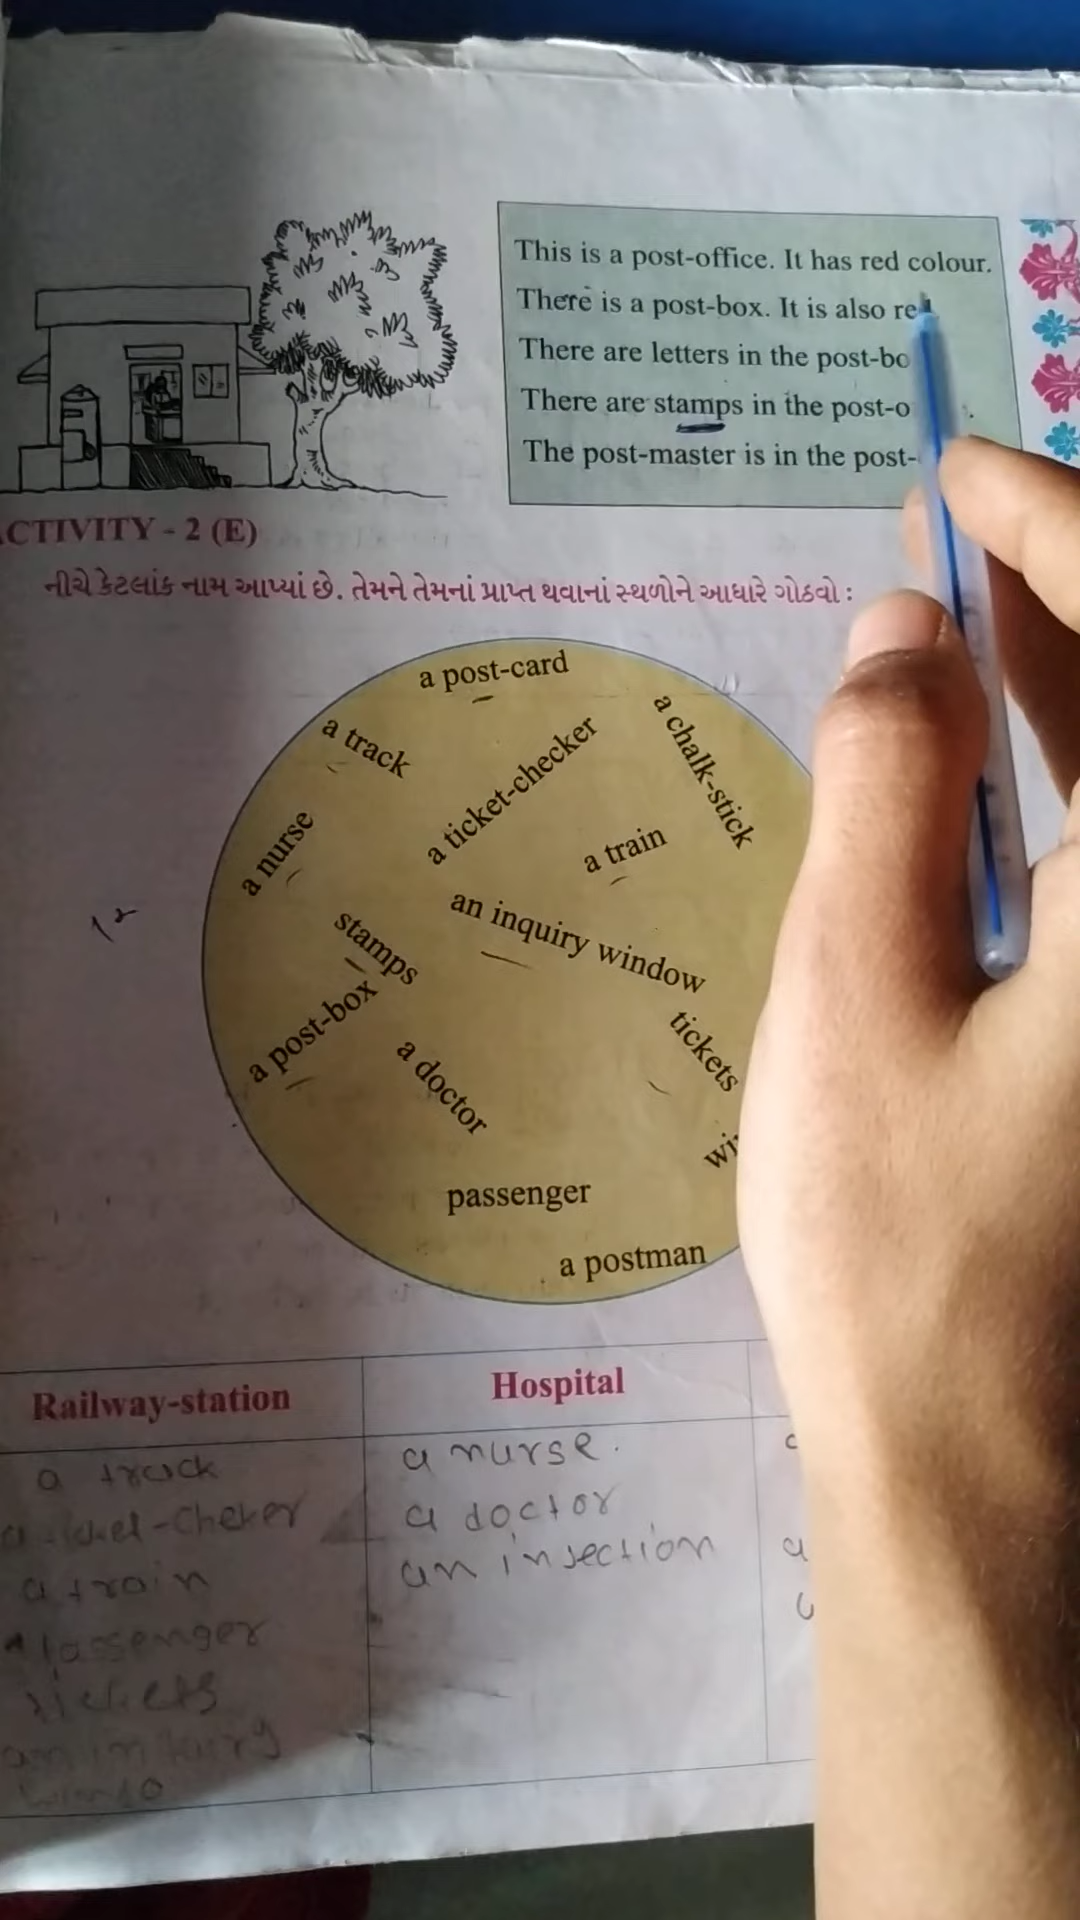 This is a post-office. It has red colour.
There is a post-box. It is also re
There are letters in the post-bo
There are stamps in the post-o .
The post-master is in the post-
CTIVITY - 2 (E)
નીચે કેટલાંક નામ આપ્યાં છે. તેમને તેમનાં પ્રાપ્ત થવાનાં સ્થળોને આધારે ગોઠવો :
a post-card
a track
a ticket-checker
a chalk-stick
a nurse
a train
an inquiry window
stamps
a post-box
a doctor
tickets
wi
passenger
a postman
Railway-station
Hospital
a truck
a nurse.
-cheker
a doctor
a train
an injection